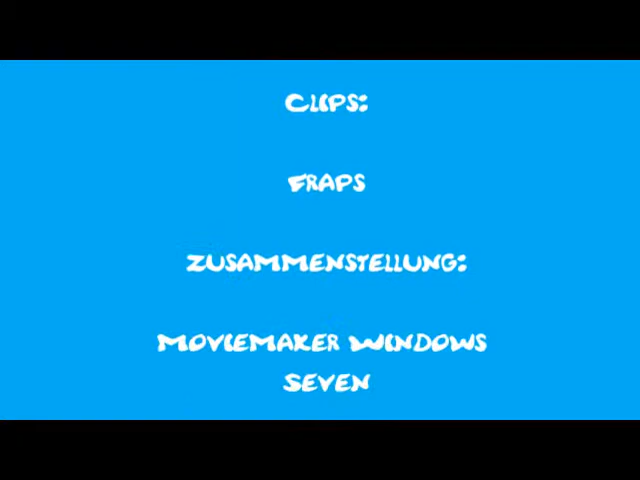 CLIPS:
FRAPS
ZUSAMMENSTELLUNG:
MOVIEMAKER WINDOWS
SEVEN